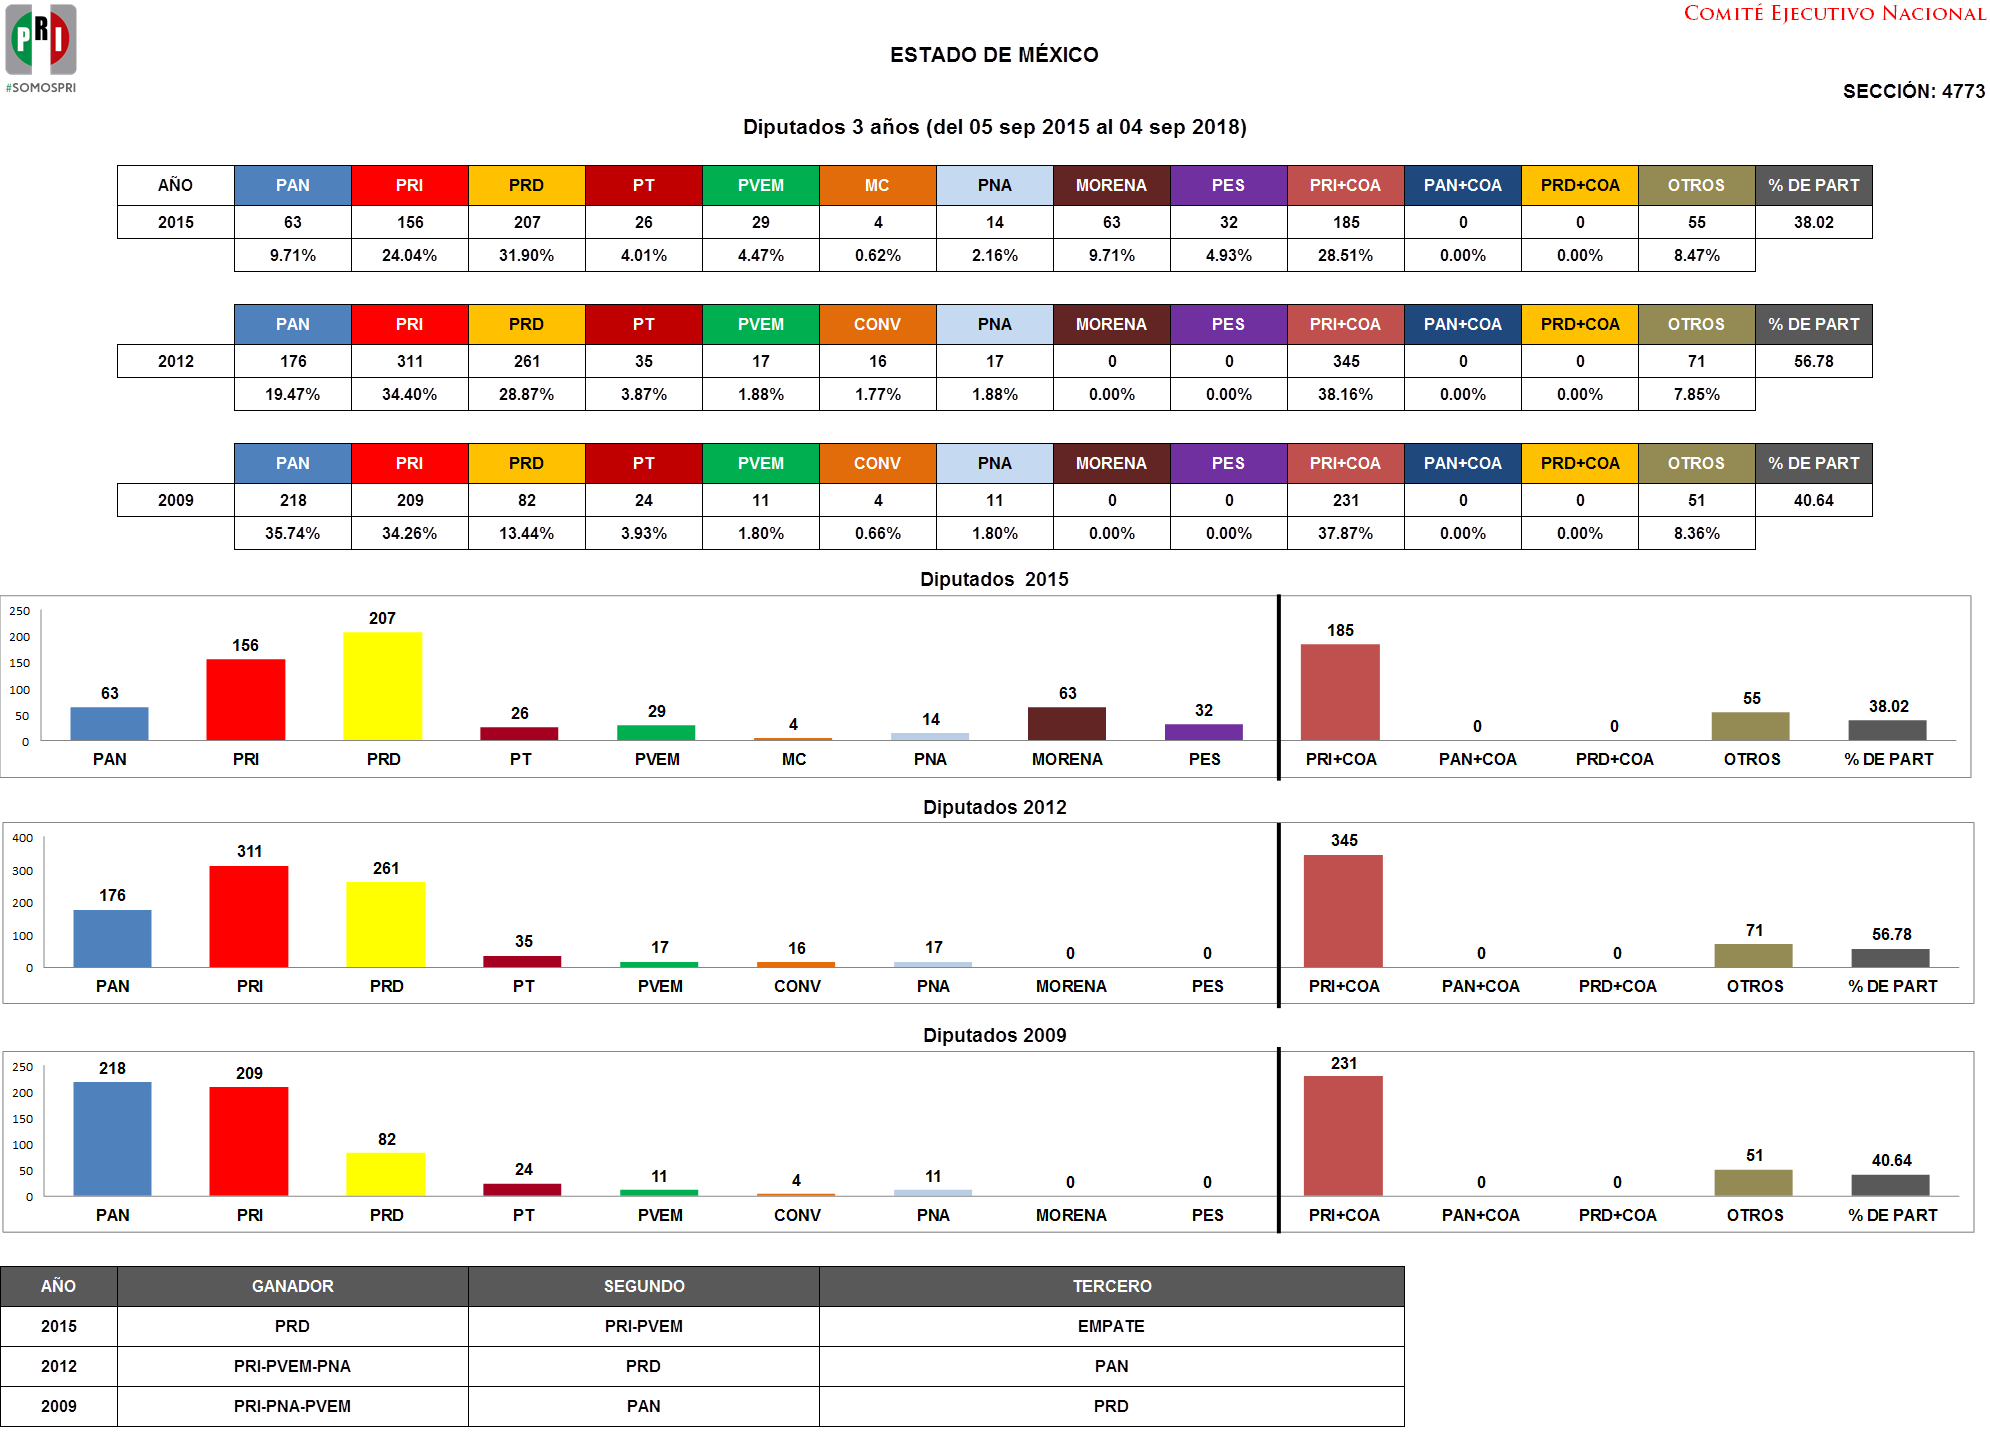 PRI
#SOMOSPRI
COMITÉ EJECUTIVO NACIONAL
ESTADO DE MÉXICO
SECCIÓN: 4773
Diputados 3 años (del 05 sep 2015 al 04 sep 2018)
AÑO PAN PRI PRD PT PVEM MC PNA MORENA PES PRI+COA PAN+COA PRD+COA OTROS % DE PART
2015 63 156 207 26 29 4 14 63 32 185 0 0 55 38.02
9.71% 24.04% 31.90% 4.01% 4.47% 0.62% 2.16% 9.71% 4.93% 28.51% 0.00% 0.00% 8.47%
PAN PRI PRD PT PVEM CONV PNA MORENA PES PRI+COA PAN+COA PRD+COA OTROS % DE PART
2012 176 311 261 35 17 16 17 0 0 345 0 0 71 56.78
19.47% 34.40% 28.87% 3.87% 1.88% 1.77% 1.88% 0.00% 0.00% 38.16% 0.00% 0.00% 7.85%
PAN PRI PRD PT PVEM CONV PNA MORENA PES PRI+COA PAN+COA PRD+COA OTROS % DE PART
2009 218 209 82 24 11 4 11 0 0 231 0 0 51 40.64
35.74% 34.26% 13.44% 3.93% 1.80% 0.66% 1.80% 0.00% 0.00% 37.87% 0.00% 0.00% 8.36%
Diputados 2015
250
200
150
100
50
0
63 156 207 26 29 4 14 63 32 185 0 0 55 38.02
PAN PRI PRD PT PVEM MC PNA MORENA PES PRI+COA PAN+COA PRD+COA OTROS % DE PART
Diputados 2012
400
300
200
100
0
176 311 261 35 17 16 17 0 0 345 0 0 71 56.78
PAN PRI PRD PT PVEM CONV PNA MORENA PES PRI+COA PAN+COA PRD+COA OTROS % DE PART
Diputados 2009
250
200
150
100
50
0
218 209 82 24 11 4 11 0 0 231 0 0 51 40.64
PAN PRI PRD PT PVEM CONV PNA MORENA PES PRI+COA PAN+COA PRD+COA OTROS % DE PART
AÑO GANADOR SEGUNDO TERCERO
2015 PRD PRI-PVEM EMPATE
2012 PRI-PVEM-PNA PRD PAN
2009 PRI-PNA-PVEM PAN PRD